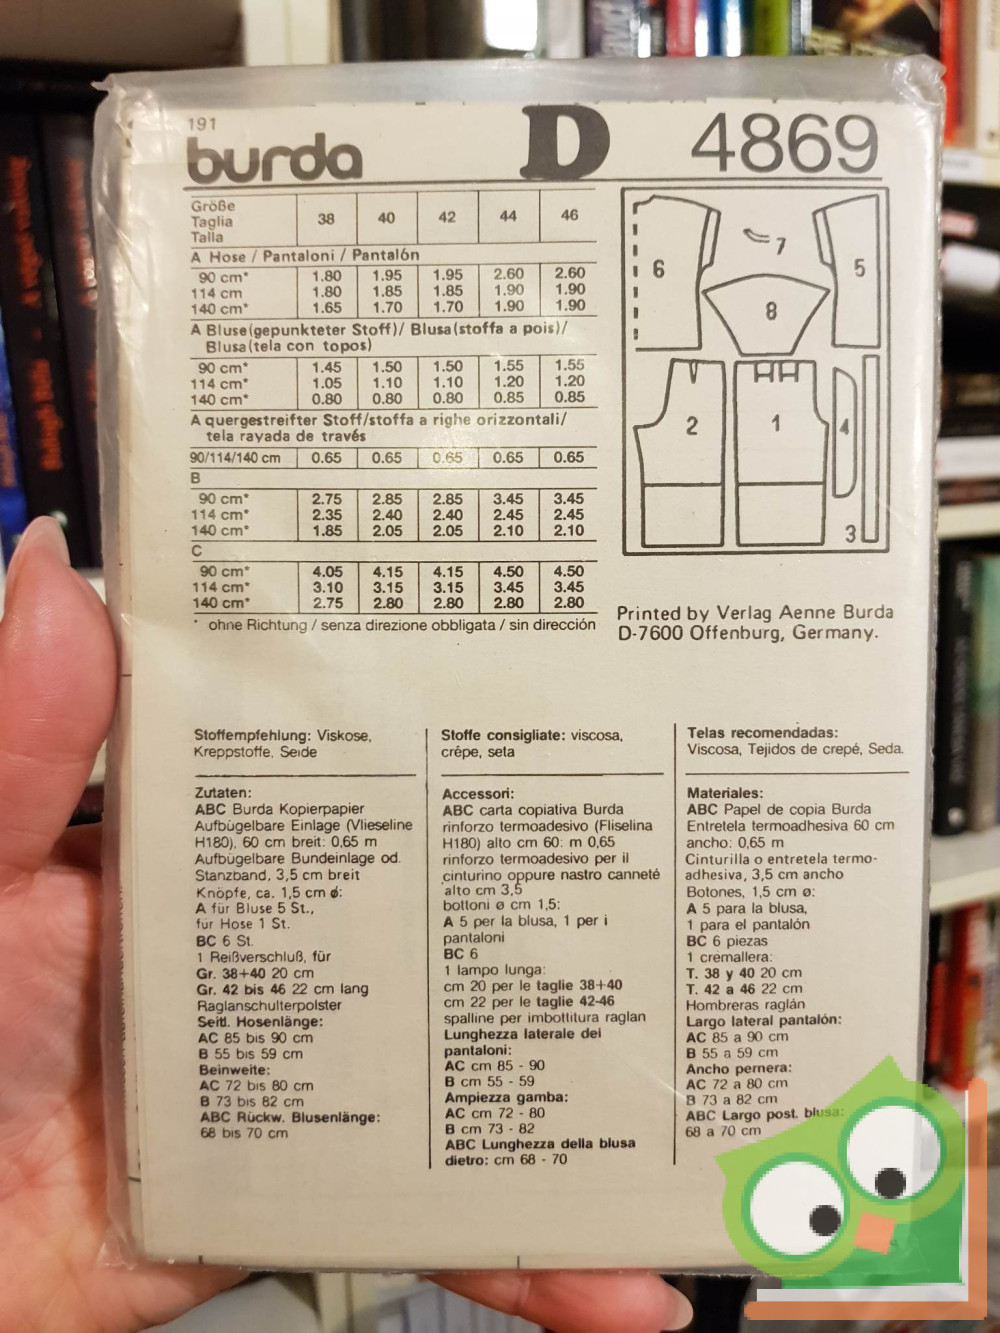 191
burda D 4869
Größe
Taglia
Talla
38 40 42 44 46
A Hose / Pantaloni / Pantalón
90 cm* 1.80 1.95 1.95 2.60 2.60
114 cm 1.80 1.85 1.85 1.90 1.90
140 cm* 1.65 1.70 1.70 1.90 1.90
A Bluse (gepunkteter Stoff)/ Blusa (stoffa a pois)/
Blusa (tela con topos)
90 cm* 1.45 1.50 1.50 1.55 1.55
114 cm* 1.05 1.10 1.10 1.20 1.20
140 cm* 0.80 0.80 0.80 0.85 0.85
A quergestreifter Stoff/stoffa a righe orizzontali/
tela rayada de través
90/114/140 cm 0.65 0.65 0.65 0.65 0.65
B
90 cm* 2.75 2.85 2.85 3.45 3.45
114 cm* 2.35 2.40 2.40 2.45 2.45
140 cm* 1.85 2.05 2.05 2.10 2.10
C
90 cm* 4.05 4.15 4.15 4.50 4.50
114 cm* 3.10 3.15 3.15 3.45 3.45
140 cm* 2.75 2.80 2.80 2.80 2.80
* ohne Richtung / senza direzione obbligata / sin dirección
6 7 5
8
2 1 4
3
Printed by Verlag Aenne Burda
D-7600 Offenburg, Germany.
Stoffempfehlung: Viskose,
Kreppstoffe, Seide
Zutaten:
ABC Burda Kopierpapier
Aufbügelbare Einlage (Vlieseline
H180), 60 cm breit: 0,65 m
Aufbügelbare Bundeinlage od.
Stanzband, 3,5 cm breit
Knöpfe, ca. 1,5 cm ø:
A für Bluse 5 St.,
für Hose 1 St.
BC 6 St.
1 Reißverschluß, für
Gr. 38+40 20 cm
Gr. 42 bis 46 22 cm lang
Raglanschulterpolster
Seitl. Hosenlänge:
AC 85 bis 90 cm
B 55 bis 59 cm
Beinweite:
AC 72 bis 80 cm
B 73 bis 82 cm
ABC Rückw. Blusenlänge:
68 bis 70 cm
Stoffe consigliate: viscosa,
crêpe, seta
Accessori:
ABC carta copiativa Burda
rinforzo termoadesivo (Fliselina
H180) alto cm 60: m 0,65
rinforzo termoadesivo per il
cinturino oppure nastro canneté
alto cm 3,5
bottoni ø cm 1,5:
A 5 per la blusa, 1 per i
pantaloni
BC 6
1 lampo lunga:
cm 20 per le taglie 38+40
cm 22 per le taglie 42-46
spalline per imbottitura raglan
Lunghezza laterale dei
pantaloni:
AC cm 85 - 90
B cm 55 - 59
Ampiezza gamba:
AC cm 72 - 80
B cm 73 - 82
ABC Lunghezza della blusa
dietro: cm 68 - 70
Telas recomendadas:
Viscosa, Tejidos de crepé, Seda.
Materiales:
ABC Papel de copia Burda
Entretela termoadhesiva 60 cm
ancho: 0,65 m
Cinturilla o entretela termo-
adhesiva, 3,5 cm ancho
Botones, 1,5 cm ø:
A 5 para la blusa,
1 para el pantalón
BC 6 piezas
1 cremallera:
T. 38 y 40 20 cm
T. 42 a 46 22 cm
Hombreras raglán
Largo lateral pantalón:
AC 85 a 90 cm
B 55 a 59 cm
Ancho pernera:
AC 72 a 80 cm
B 73 a 82 cm
ABC Largo post. blusa:
68 a 70 cm